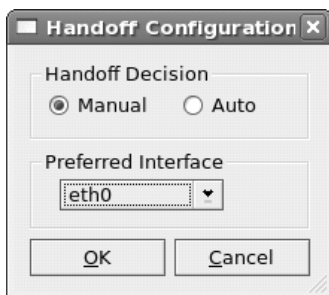 Handoff Configuration
Handoff Decision
Manual Auto
Preferred Interface
eth0
OK Cancel